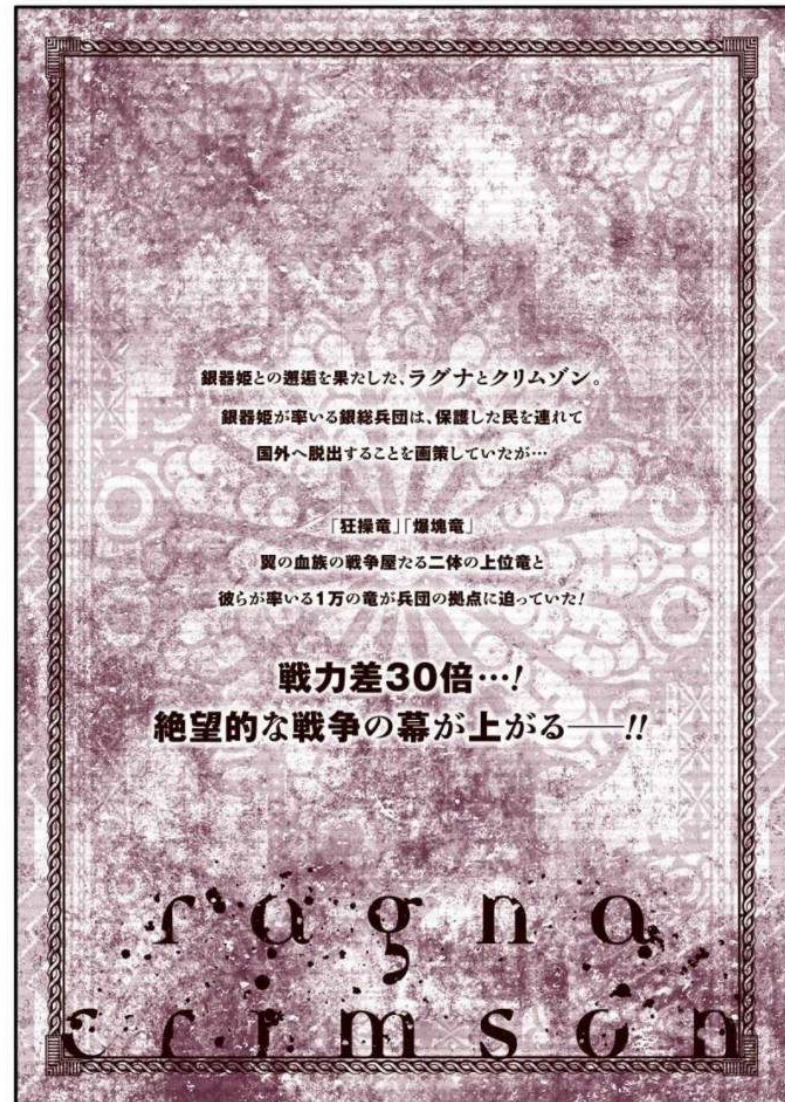 銀器姫との邂逅を果たした、ラグナとクリムゾン。
銀器姫が率いる銀総兵団は、保護した民を連れて
国外へ脱出することを画策していたが…
「狂操竜」「爆塊竜」
翼の血族の戦争屋たる二体の上位竜と
彼らが率いる1万の竜が兵団の拠点に迫っていた!
戦力差30倍…!
絶望的な戦争の幕が上がる――!!
ragna
crimson